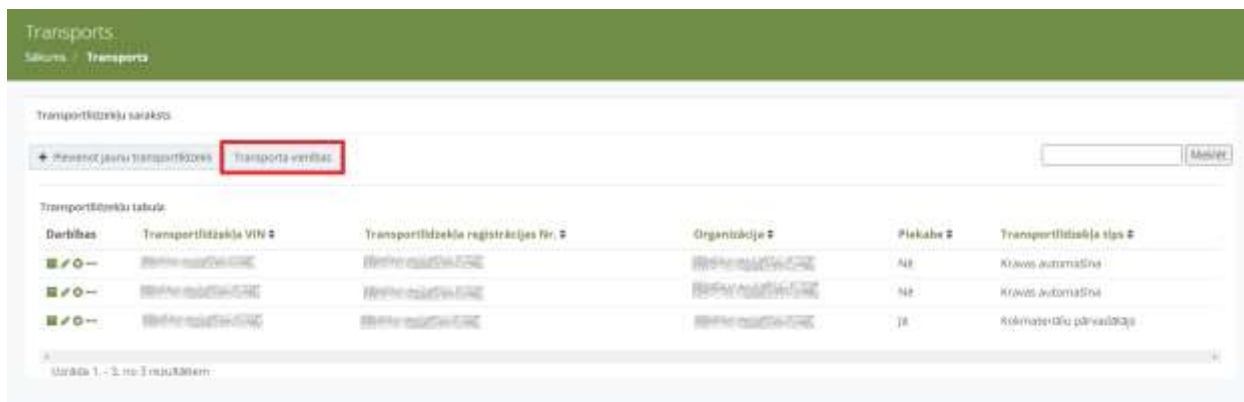 Transports
Sākums / Transports
Transportlīdzekļu saraksts
+ Pievienot jaunu transportlīdzekli Transporta vienības Meklēt
Transportlīdzekļu tabula
Darbības Transportlīdzekļa VIN Transportlīdzekļa reģistrācijas Nr. Organizācija Piekabe Transportlīdzekļa tips
Nē Kravas automašīna
Nē Kravas automašīna
Jā Kokmateriālu pārvadātājs
Uzrāda 1. - 3. no 3 rezultātiem